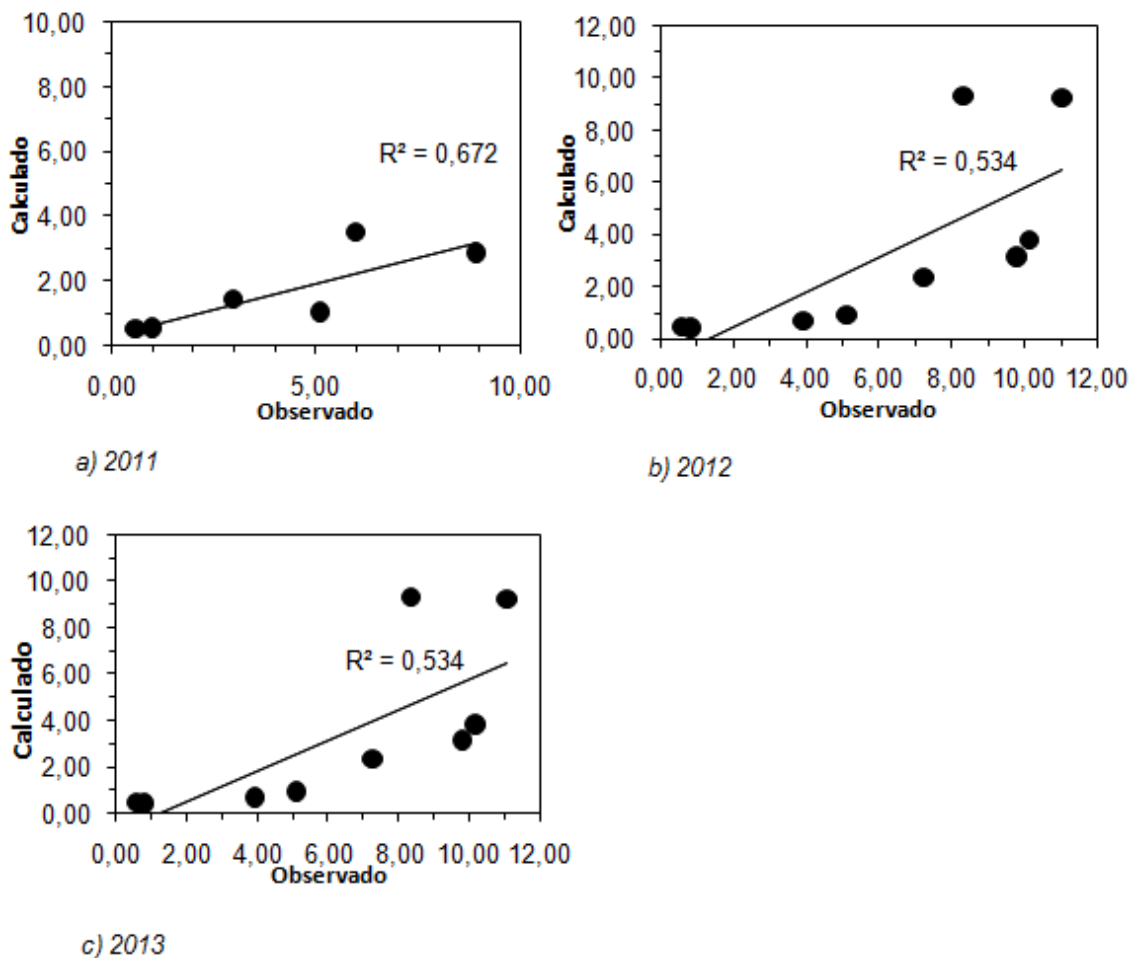 10,00
8,00
6,00
4,00
2,00
0,00
Calculado
R² = 0,672
0,00 5,00 10,00
Observado
a) 2011
12,00
10,00
8,00
6,00
4,00
2,00
0,00
Calculado
R² = 0,534
0,00 2,00 4,00 6,00 8,00 10,00 12,00
Observado
b) 2012
12,00
10,00
8,00
6,00
4,00
2,00
0,00
Calculado
R² = 0,534
0,00 2,00 4,00 6,00 8,00 10,00 12,00
Observado
c) 2013